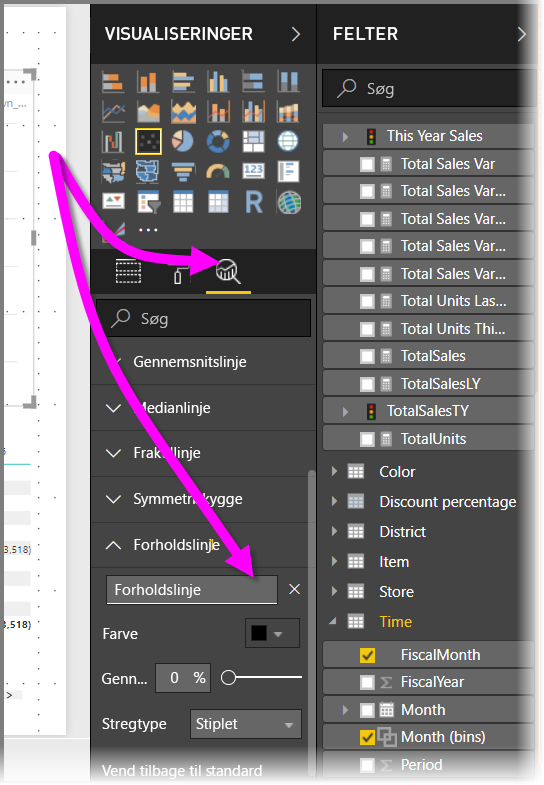 VISUALISERINGER
FELTER
Søg
This Year Sales
Total Sales Var
Total Sales Var...
Total Sales Var...
Total Sales Var...
Total Sales Var...
Total Units Las...
Total Units Thi...
TotalSales
TotalSalesLY
TotalSalesTY
TotalUnits
Color
Discount percentage
District
Item
Store
Time
FiscalMonth
FiscalYear
Month
Month (bins)
Period
123
R
Søg
Gennemsnitslinje
Medianlinje
Symmetriskygge
Forholdslinje
Forholdslinje
Farve
Genn...
0 %
Stregtype
Stiplet
Vend tilbage til standard
3,518)
3,518)